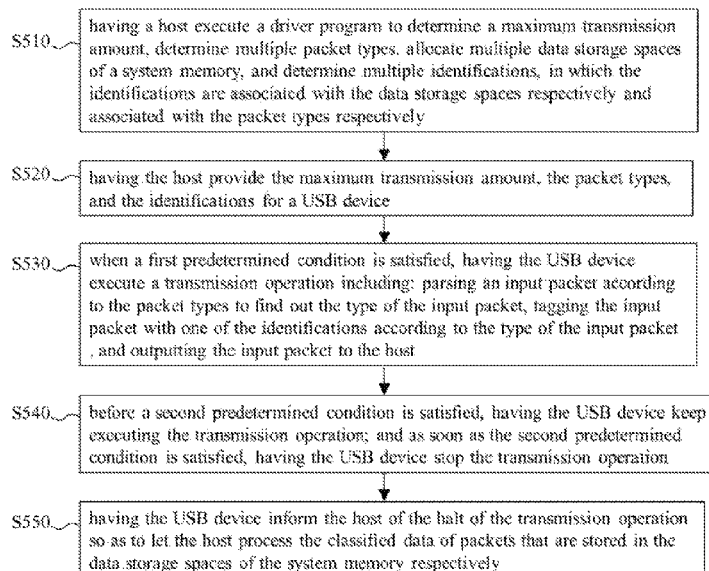 S510
having a host execute a driver program to determine a maximum transmission
amount, determine multiple packet types, allocate multiple data storage spaces
of a system memory, and determine multiple identifications, in which the
identifications are associated with the data storage spaces respectively and
associated with the packet types respectively
S520
having the host provide the maximum transmission amount, the packet types,
and the identifications for a USB device
S530
when a first predetermined condition is satisfied, having the USB device
execute a transmission operation including: parsing an input packet according
to the packet types to find out the type of the input packet, tagging the input
packet with one of the identifications according to the type of the input packet
, and outputting the input packet to the host
S540
before a second predetermined condition is satisfied, having the USB device keep
executing the transmission operation; and as soon as the second predetermined
condition is satisfied, having the USB device stop the transmission operation
S550
having the USB device inform the host of the halt of the transmission operation
so as to let the host process the classified data of packets that are stored in the
data storage spaces of the system memory respectively